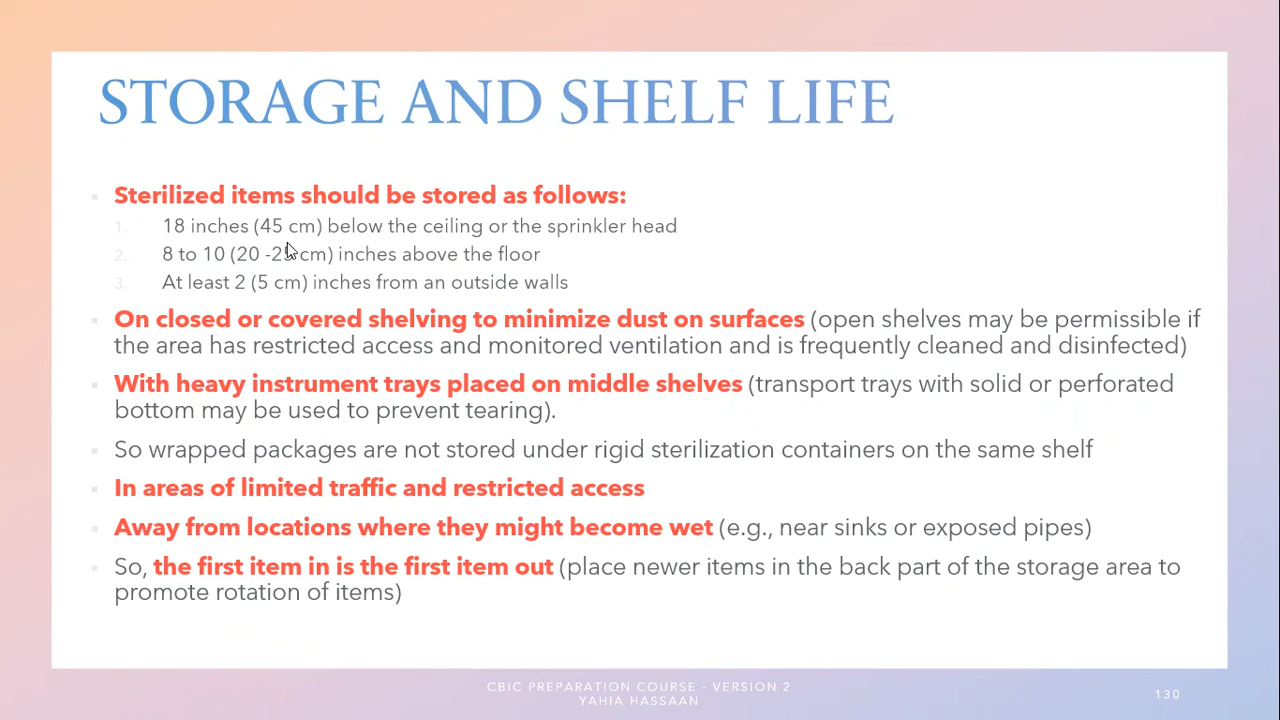 STORAGE AND SHELF LIFE
▪ Sterilized items should be stored as follows:
1. 18 inches (45 cm) below the ceiling or the sprinkler head
2. 8 to 10 (20 -25 cm) inches above the floor
3. At least 2 (5 cm) inches from an outside walls
▪ On closed or covered shelving to minimize dust on surfaces (open shelves may be permissible if
the area has restricted access and monitored ventilation and is frequently cleaned and disinfected)
▪ With heavy instrument trays placed on middle shelves (transport trays with solid or perforated
bottom may be used to prevent tearing).
▪ So wrapped packages are not stored under rigid sterilization containers on the same shelf
▪ In areas of limited traffic and restricted access
▪ Away from locations where they might become wet (e.g., near sinks or exposed pipes)
▪ So, the first item in is the first item out (place newer items in the back part of the storage area to
promote rotation of items)
CBIC PREPARATION COURSE - VERSION 2
YAHIA HASSAAN
130